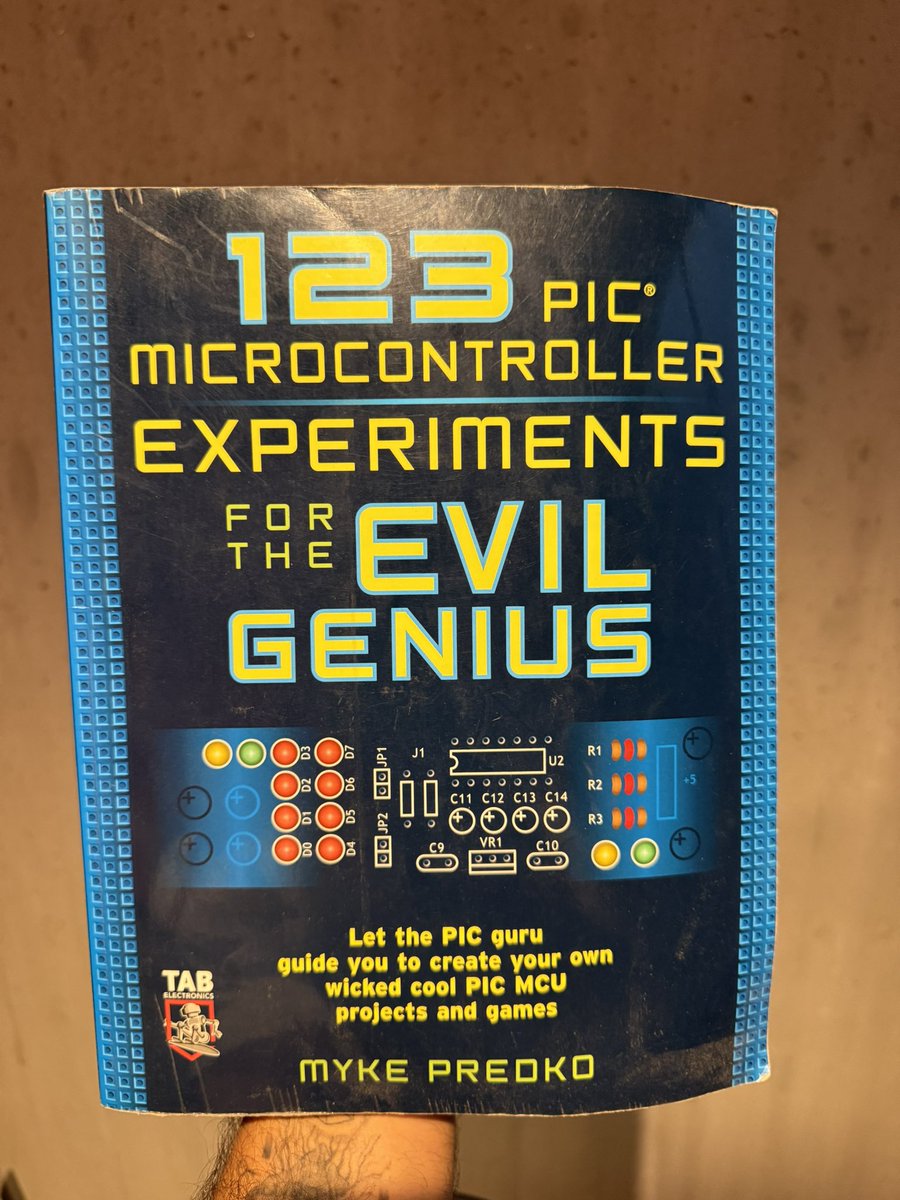 123 PIC®
MICROCONTROLLER
EXPERIMENTS
FOR
THE
EVIL
GENIUS
D3
D7
D2
D6
D1
D5
D0
D4
JP1
JP2
J1
U2
C11 C12 C13 C14
C9
VR1
C10
R1
R2
R3
+5
Let the PIC guru
guide you to create your own
wicked cool PIC MCU
projects and games
TAB
ELECTRONICS
MYKE PREDKO